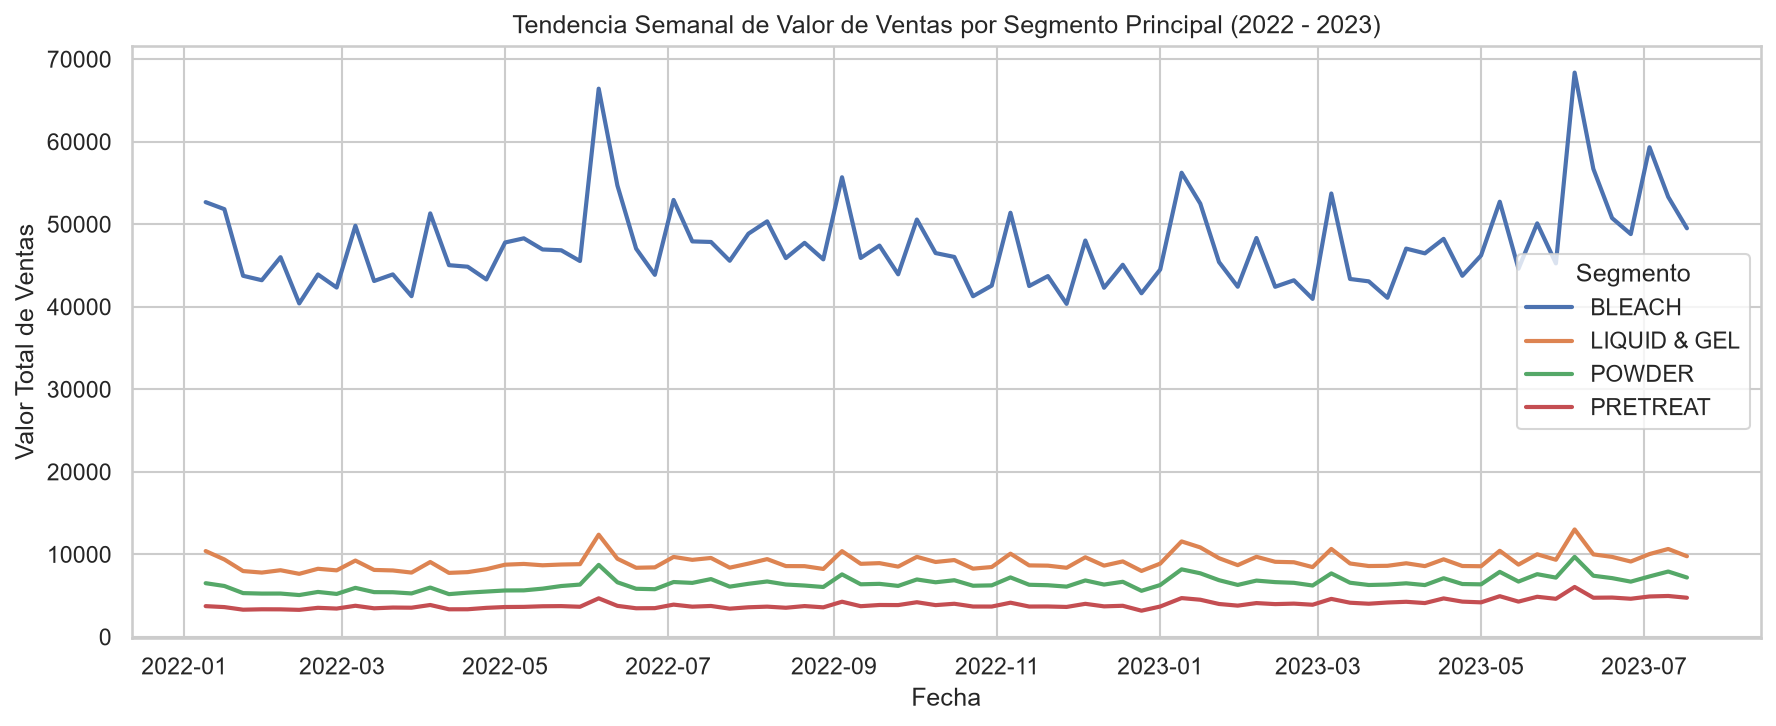 Tendencia Semanal de Valor de Ventas por Segmento Principal (2022 - 2023)
Valor Total de Ventas
70000
60000
50000
40000
30000
20000
10000
0
Segmento
BLEACH
LIQUID & GEL
POWDER
PRETREAT
2022-01 2022-03 2022-05 2022-07 2022-09 2022-11 2023-01 2023-03 2023-05 2023-07
Fecha